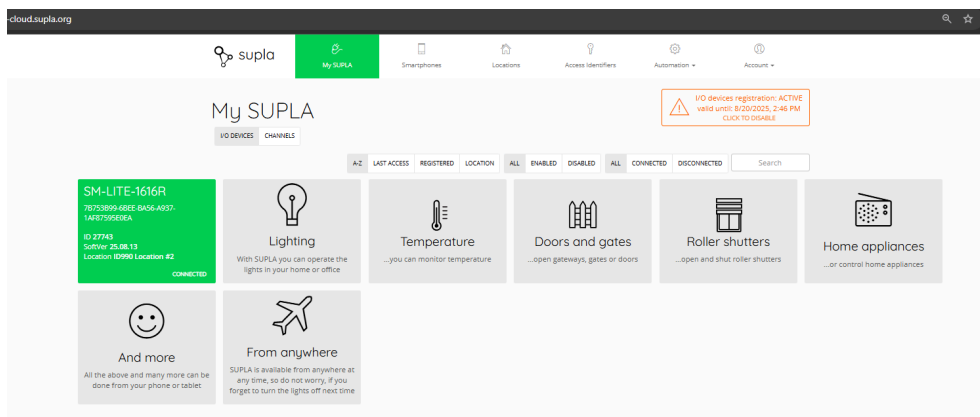 -cloud.supla.org
supla
My SUPLA
Smartphones
Locations
Access Identifiers
Automation
Account
My SUPLA
I/O devices registration: ACTIVE
valid until: 8/20/2025, 2:46 PM
CLICK TO DISABLE
I/O DEVICES CHANNELS
A-Z LAST ACCESS REGISTERED LOCATION ALL ENABLED DISABLED ALL CONNECTED DISCONNECTED Search
SM-LITE-1616R
7B753B99-6BEE-BA56-A937-
1AF87595E0EA
ID 27743
SoftVer 25.08.13
Location ID990 Location #2
CONNECTED
Lighting
With SUPLA you can operate the
lights in your home or office
Temperature
...you can monitor temperature
Doors and gates
...open gateways, gates or doors
Roller shutters
...open and shut roller shutters
Home appliances
...or control home appliances
And more
All the above and many more can be
done from your phone or tablet
From anywhere
SUPLA is available from anywhere at
any time, so do not worry, if you
forget to turn the lights off next time